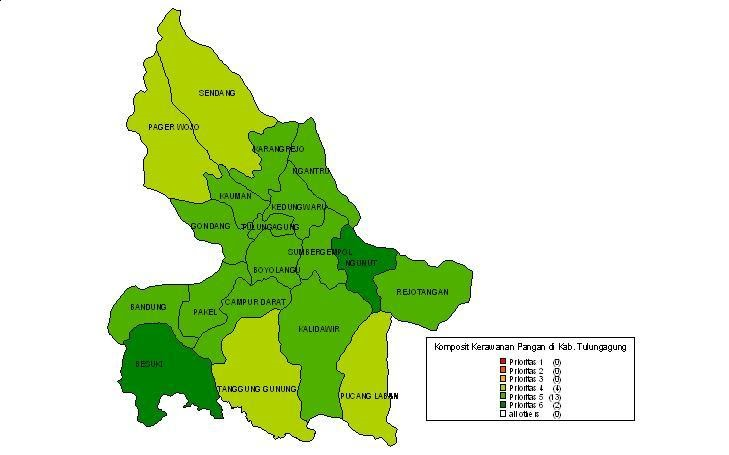 SENDANG
PAGER WOJO
KARANGREJO
NGANTRU
KAUMAN
KEDUNGWARU
GONDANG
TULUNGAGUNG
SUMBERGEMPOL
NGUNUT
BOYOLANGU
REJOTANGAN
BANDUNG
PAKEL
CAMPUR DARAT
KALIDAWIR
BESUKI
TANGGUNG GUNUNG
PUCANG LABAN
Komposit Kerawanan Pangan di Kab. Tulungagung
Prioritas 1 (0)
Prioritas 2 (0)
Prioritas 3 (0)
Prioritas 4 (4)
Prioritas 5 (13)
Prioritas 6 (2)
all others (0)